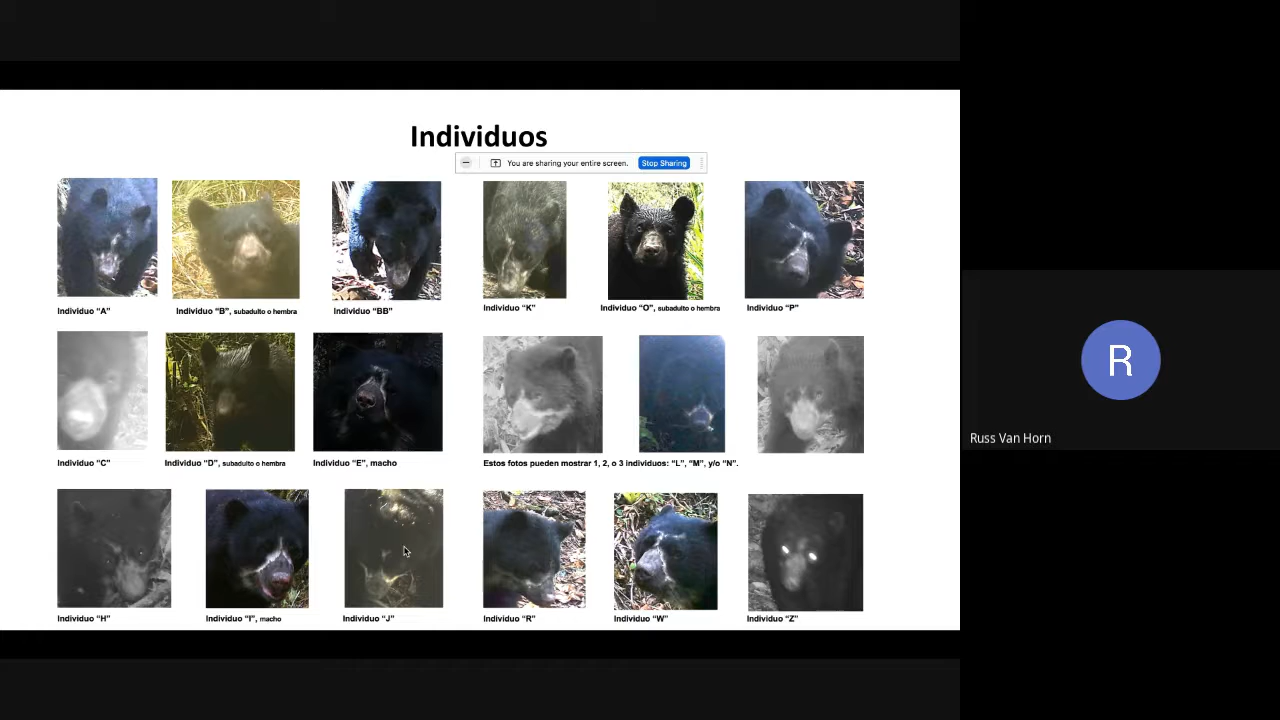 Individuos
You are sharing your entire screen. Stop Sharing
Individuo “A”
Individuo “B”, subadulto o hembra
Individuo “BB”
Individuo “K”
Individuo “O”, subadulto o hembra
Individuo “P”
Individuo “C”
Individuo “D”, subadulto o hembra
Individuo “E”, macho
Estos fotos pueden mostrar 1, 2, o 3 individuos: “L”, “M”, y/o “N”.
Individuo “H”
Individuo “I”, macho
Individuo “J”
Individuo “R”
Individuo “W”
Individuo “Z”
R
Russ Van Horn